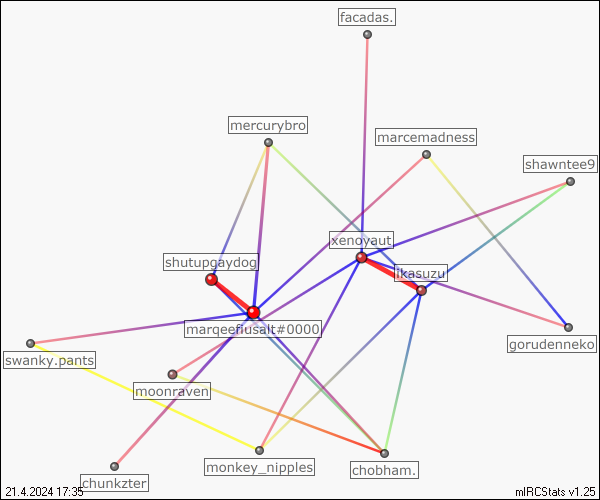 facadas.
mercurybro
marcemadness
shawntee9
xenoyaut
shutupgaydog
ikasuzu
marqeefiusalt#0000
gorudenneko
swanky.pants
moonraven
monkey_nipples
chobham.
chunkzter
21.4.2024 17:35
mIRCStats v1.25